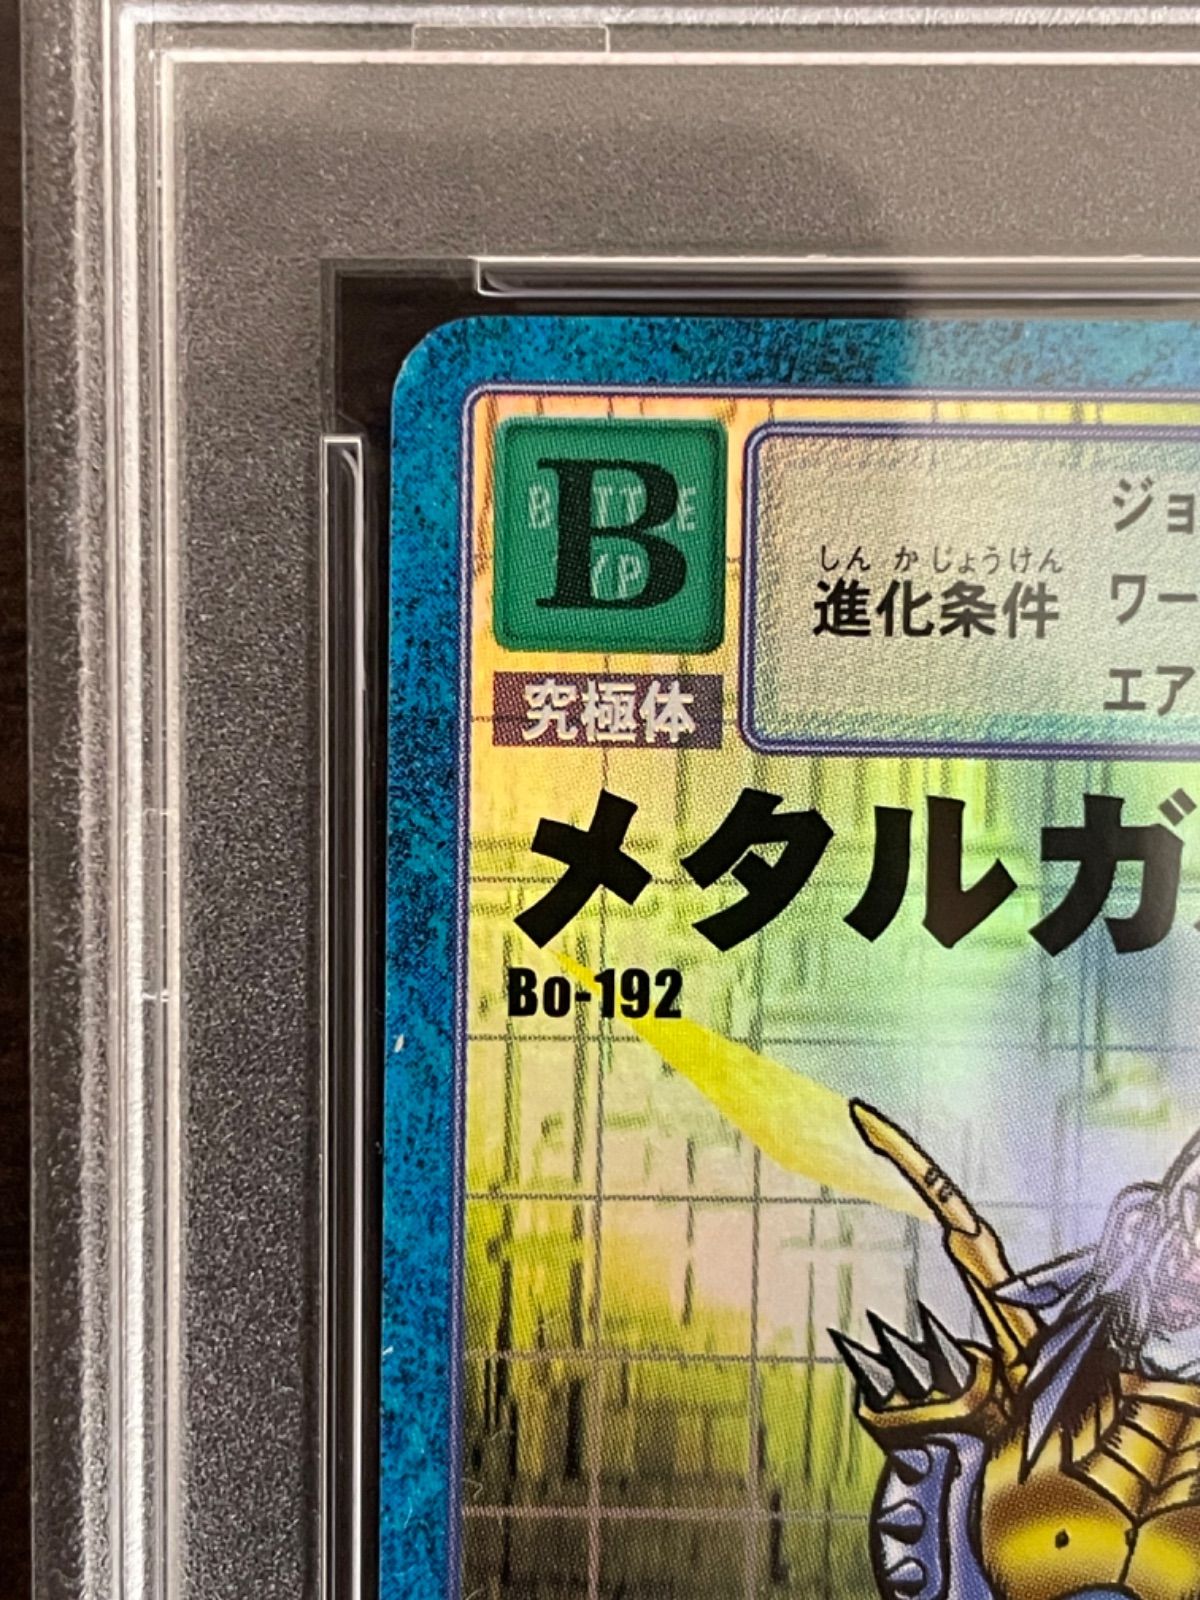 B
BATTLE
TYPE
しんかじょうけん
進化条件
ジョ
ワー
エア
究極体
メタルガ
Bo-192